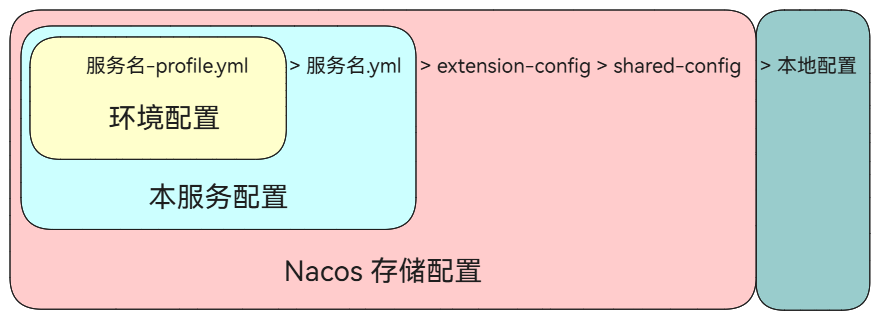 服务名-profile.yml > 服务名.yml > extension-config > shared-config > 本地配置
环境配置
本服务配置
Nacos 存储配置